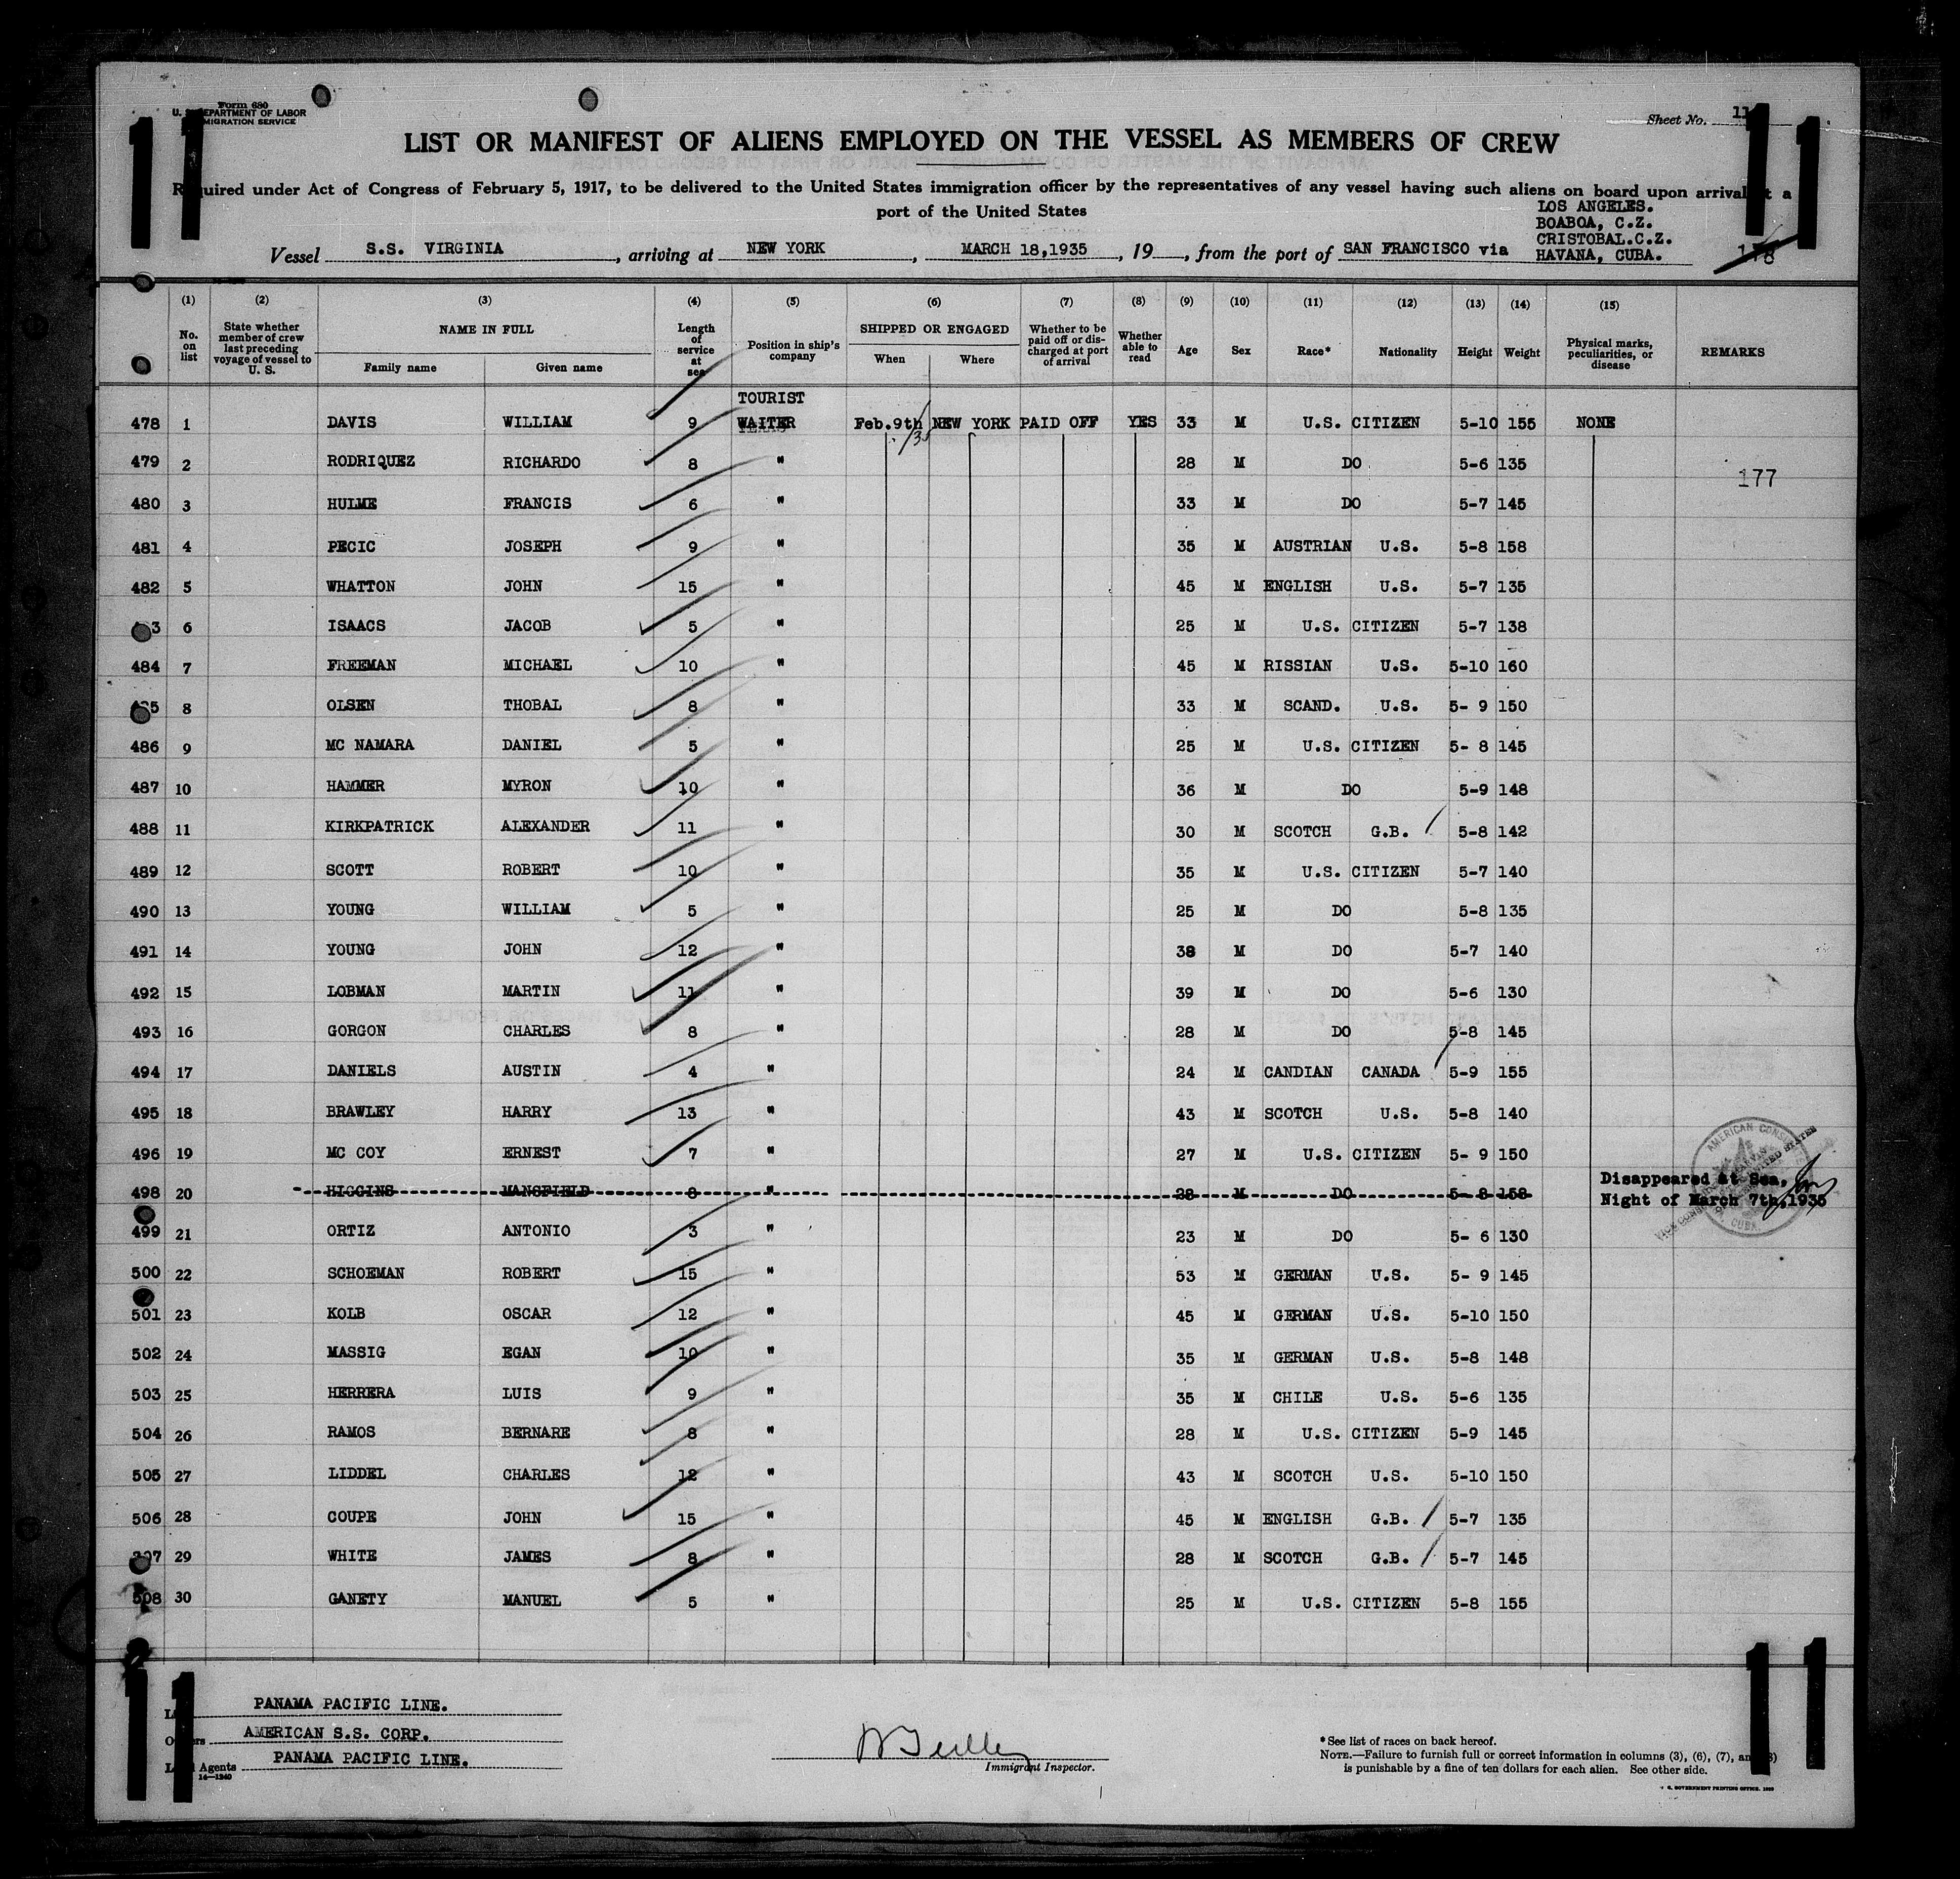 Form 680
U. S. DEPARTMENT OF LABOR
IMMIGRATION SERVICE
Sheet No. 11
11 11
LIST OR MANIFEST OF ALIENS EMPLOYED ON THE VESSEL AS MEMBERS OF CREW
Required under Act of Congress of February 5, 1917, to be delivered to the United States immigration officer by the representatives of any vessel having such aliens on board upon arrival at a
port of the United States
LOS ANGELES.
BOABOA, C.Z.
CRISTOBAL.C.Z.
Vessel S.S. VIRGINIA, arriving at NEW YORK, MARCH 18,1935, 19, from the port of SAN FRANCISCO via HAVANA, CUBA. 178
(1) (2) (3) (4) (5) (6) (7) (8) (9) (10) (11) (12) (13) (14) (15)
No. on list State whether member of crew last preceding voyage of vessel to U. S. NAME IN FULL Family name Given name Length of service at sea Position in ship's company SHIPPED OR ENGAGED When Where Whether to be paid off or discharged at port of arrival Whether able to read Age Sex Race* Nationality Height Weight Physical marks, peculiarities, or disease REMARKS
TOURIST
478 1 DAVIS WILLIAM 9 WAITER Feb.9th/35 NEW YORK PAID OFF YES 33 M U.S. CITIZEN 5-10 155 NONE
479 2 RODRIQUEZ RICHARDO 8 " 28 M DO 5-6 135
177
480 3 HULME FRANCIS 6 " 33 M DO 5-7 145
481 4 PECIC JOSEPH 9 " 35 M AUSTRIAN U.S. 5-8 158
482 5 WHATTON JOHN 15 " 45 M ENGLISH U.S. 5-7 135
3 6 ISAACS JACOB 5 " 25 M U.S. CITIZEN 5-7 138
484 7 FREEMAN MICHAEL 10 " 45 M RISSIAN U.S. 5-10 160
485 8 OLSEN THOBAL 8 " 33 M SCAND. U.S. 5- 9 150
486 9 MC NAMARA DANIEL 5 " 25 M U.S. CITIZEN 5- 8 145
487 10 HAMMER MYRON 10 " 36 M DO 5-9 148
488 11 KIRKPATRICK ALEXANDER 11 " 30 M SCOTCH G.B. 5-8 142
489 12 SCOTT ROBERT 10 " 35 M U.S. CITIZEN 5-7 140
490 13 YOUNG WILLIAM 5 " 25 M DO 5-8 135
491 14 YOUNG JOHN 12 " 38 M DO 5-7 140
492 15 LOBMAN MARTIN 11 " 39 M DO 5-6 130
493 16 GORGON CHARLES 8 " 28 M DO 5-8 145
494 17 DANIELS AUSTIN 4 " 24 M CANDIAN CANADA 5-9 155
495 18 BRAWLEY HARRY 13 " 43 M SCOTCH U.S. 5-8 140
496 19 MC COY ERNEST 7 " 27 M U.S. CITIZEN 5- 9 150
498 20 HIGGINS MANSFIELD 8 " 28 M DO 5- 8 158 Disappeared at Sea,
Night of March 7th,1935
AMERICAN CONSU
CUBA.
499 21 ORTIZ ANTONIO 3 " 23 M DO 5- 6 130
500 22 SCHOEMAN ROBERT 15 " 53 M GERMAN U.S. 5- 9 145
501 23 KOLB OSCAR 12 " 45 M GERMAN U.S. 5-10 150
502 24 MASSIG EGAN 10 " 35 M GERMAN U.S. 5-8 148
503 25 HERRERA LUIS 9 " 35 M CHILE U.S. 5-6 135
504 26 RAMOS BERNARE 8 " 28 M U.S. CITIZEN 5-9 145
505 27 LIDDEL CHARLES 12 " 43 M SCOTCH U.S. 5-10 150
506 28 COUPE JOHN 15 " 45 M ENGLISH G.B. 5-7 135
07 29 WHITE JAMES 8 " 28 M SCOTCH G.B. 5-7 145
508 30 GANETY MANUEL 5 " 25 M U.S. CITIZEN 5-8 155
11 11
PANAMA PACIFIC LINE.
Owners AMERICAN S.S. CORP.
Local Agents PANAMA PACIFIC LINE.
14—1240
Immigrant Inspector.
*See list of races on back hereof.
NOTE.—Failure to furnish full or correct information in columns (3), (6), (7), and (8)
is punishable by a fine of ten dollars for each alien. See other side.
U. S. GOVERNMENT PRINTING OFFICE. 1929